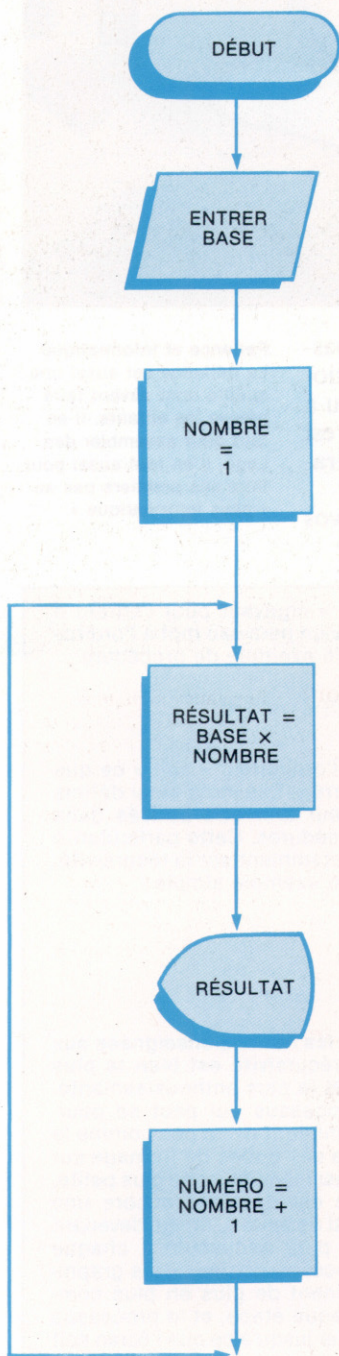 DÉBUT
ENTRER
BASE
NOMBRE
=
1
RÉSULTAT =
BASE ×
NOMBRE
RÉSULTAT
NUMÉRO =
NOMBRE +
1